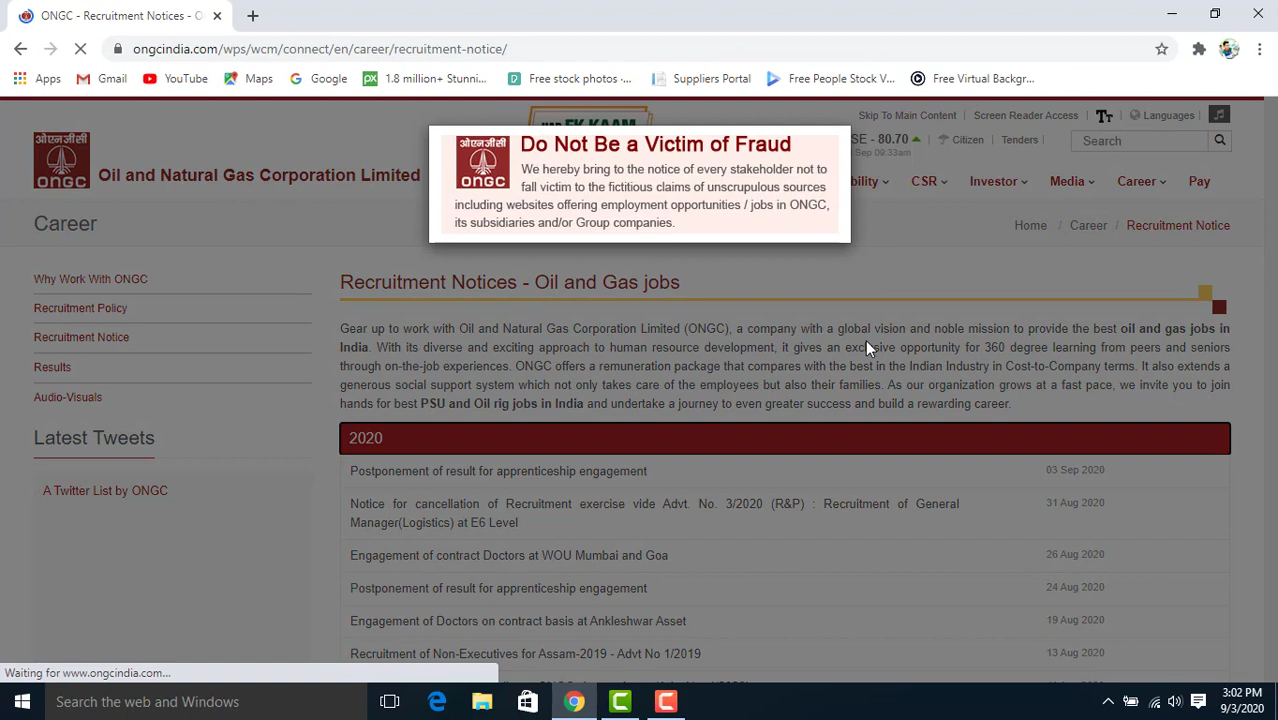 ONGC - Recruitment Notices - O
ongcindia.com/wps/wcm/connect/en/career/recruitment-notice/
Apps Gmail YouTube Maps Google 1.8 million+ Stunni... Free stock photos ·... Suppliers Portal Free People Stock V... Free Virtual Backgr...
Skip To Main Content Screen Reader Access Tт Languages
SE - 80.70 Citizen Tenders Search
Sep 09:33am
ओएनजीसी
ONGC
Oil and Natural Gas Corporation Limited
EK KAAM
bility CSR Investor Media Career Pay
ओएनजीसी
ONGC
Do Not Be a Victim of Fraud
We hereby bring to the notice of every stakeholder not to
fall victim to the fictitious claims of unscrupulous sources
including websites offering employment opportunities / jobs in ONGC,
its subsidiaries and/or Group companies.
Career
Home / Career / Recruitment Notice
Why Work With ONGC
Recruitment Policy
Recruitment Notice
Results
Audio-Visuals
Latest Tweets
A Twitter List by ONGC
Recruitment Notices - Oil and Gas jobs
Gear up to work with Oil and Natural Gas Corporation Limited (ONGC), a company with a global vision and noble mission to provide the best oil and gas jobs in
India. With its diverse and exciting approach to human resource development, it gives an exclusive opportunity for 360 degree learning from peers and seniors
through on-the-job experiences. ONGC offers a remuneration package that compares with the best in the Indian Industry in Cost-to-Company terms. It also extends a
generous social support system which not only takes care of the employees but also their families. As our organization grows at a fast pace, we invite you to join
hands for best PSU and Oil rig jobs in India and undertake a journey to even greater success and build a rewarding career.
2020
Postponement of result for apprenticeship engagement 03 Sep 2020
Notice for cancellation of Recruitment exercise vide Advt. No. 3/2020 (R&P) : Recruitment of General 31 Aug 2020
Manager(Logistics) at E6 Level
Engagement of contract Doctors at WOU Mumbai and Goa 26 Aug 2020
Postponement of result for apprenticeship engagement 24 Aug 2020
Engagement of Doctors on contract basis at Ankleshwar Asset 19 Aug 2020
Recruitment of Non-Executives for Assam-2019 - Advt No 1/2019 13 Aug 2020
Waiting for www.ongcindia.com...
Search the web and Windows
3:02 PM
9/3/2020